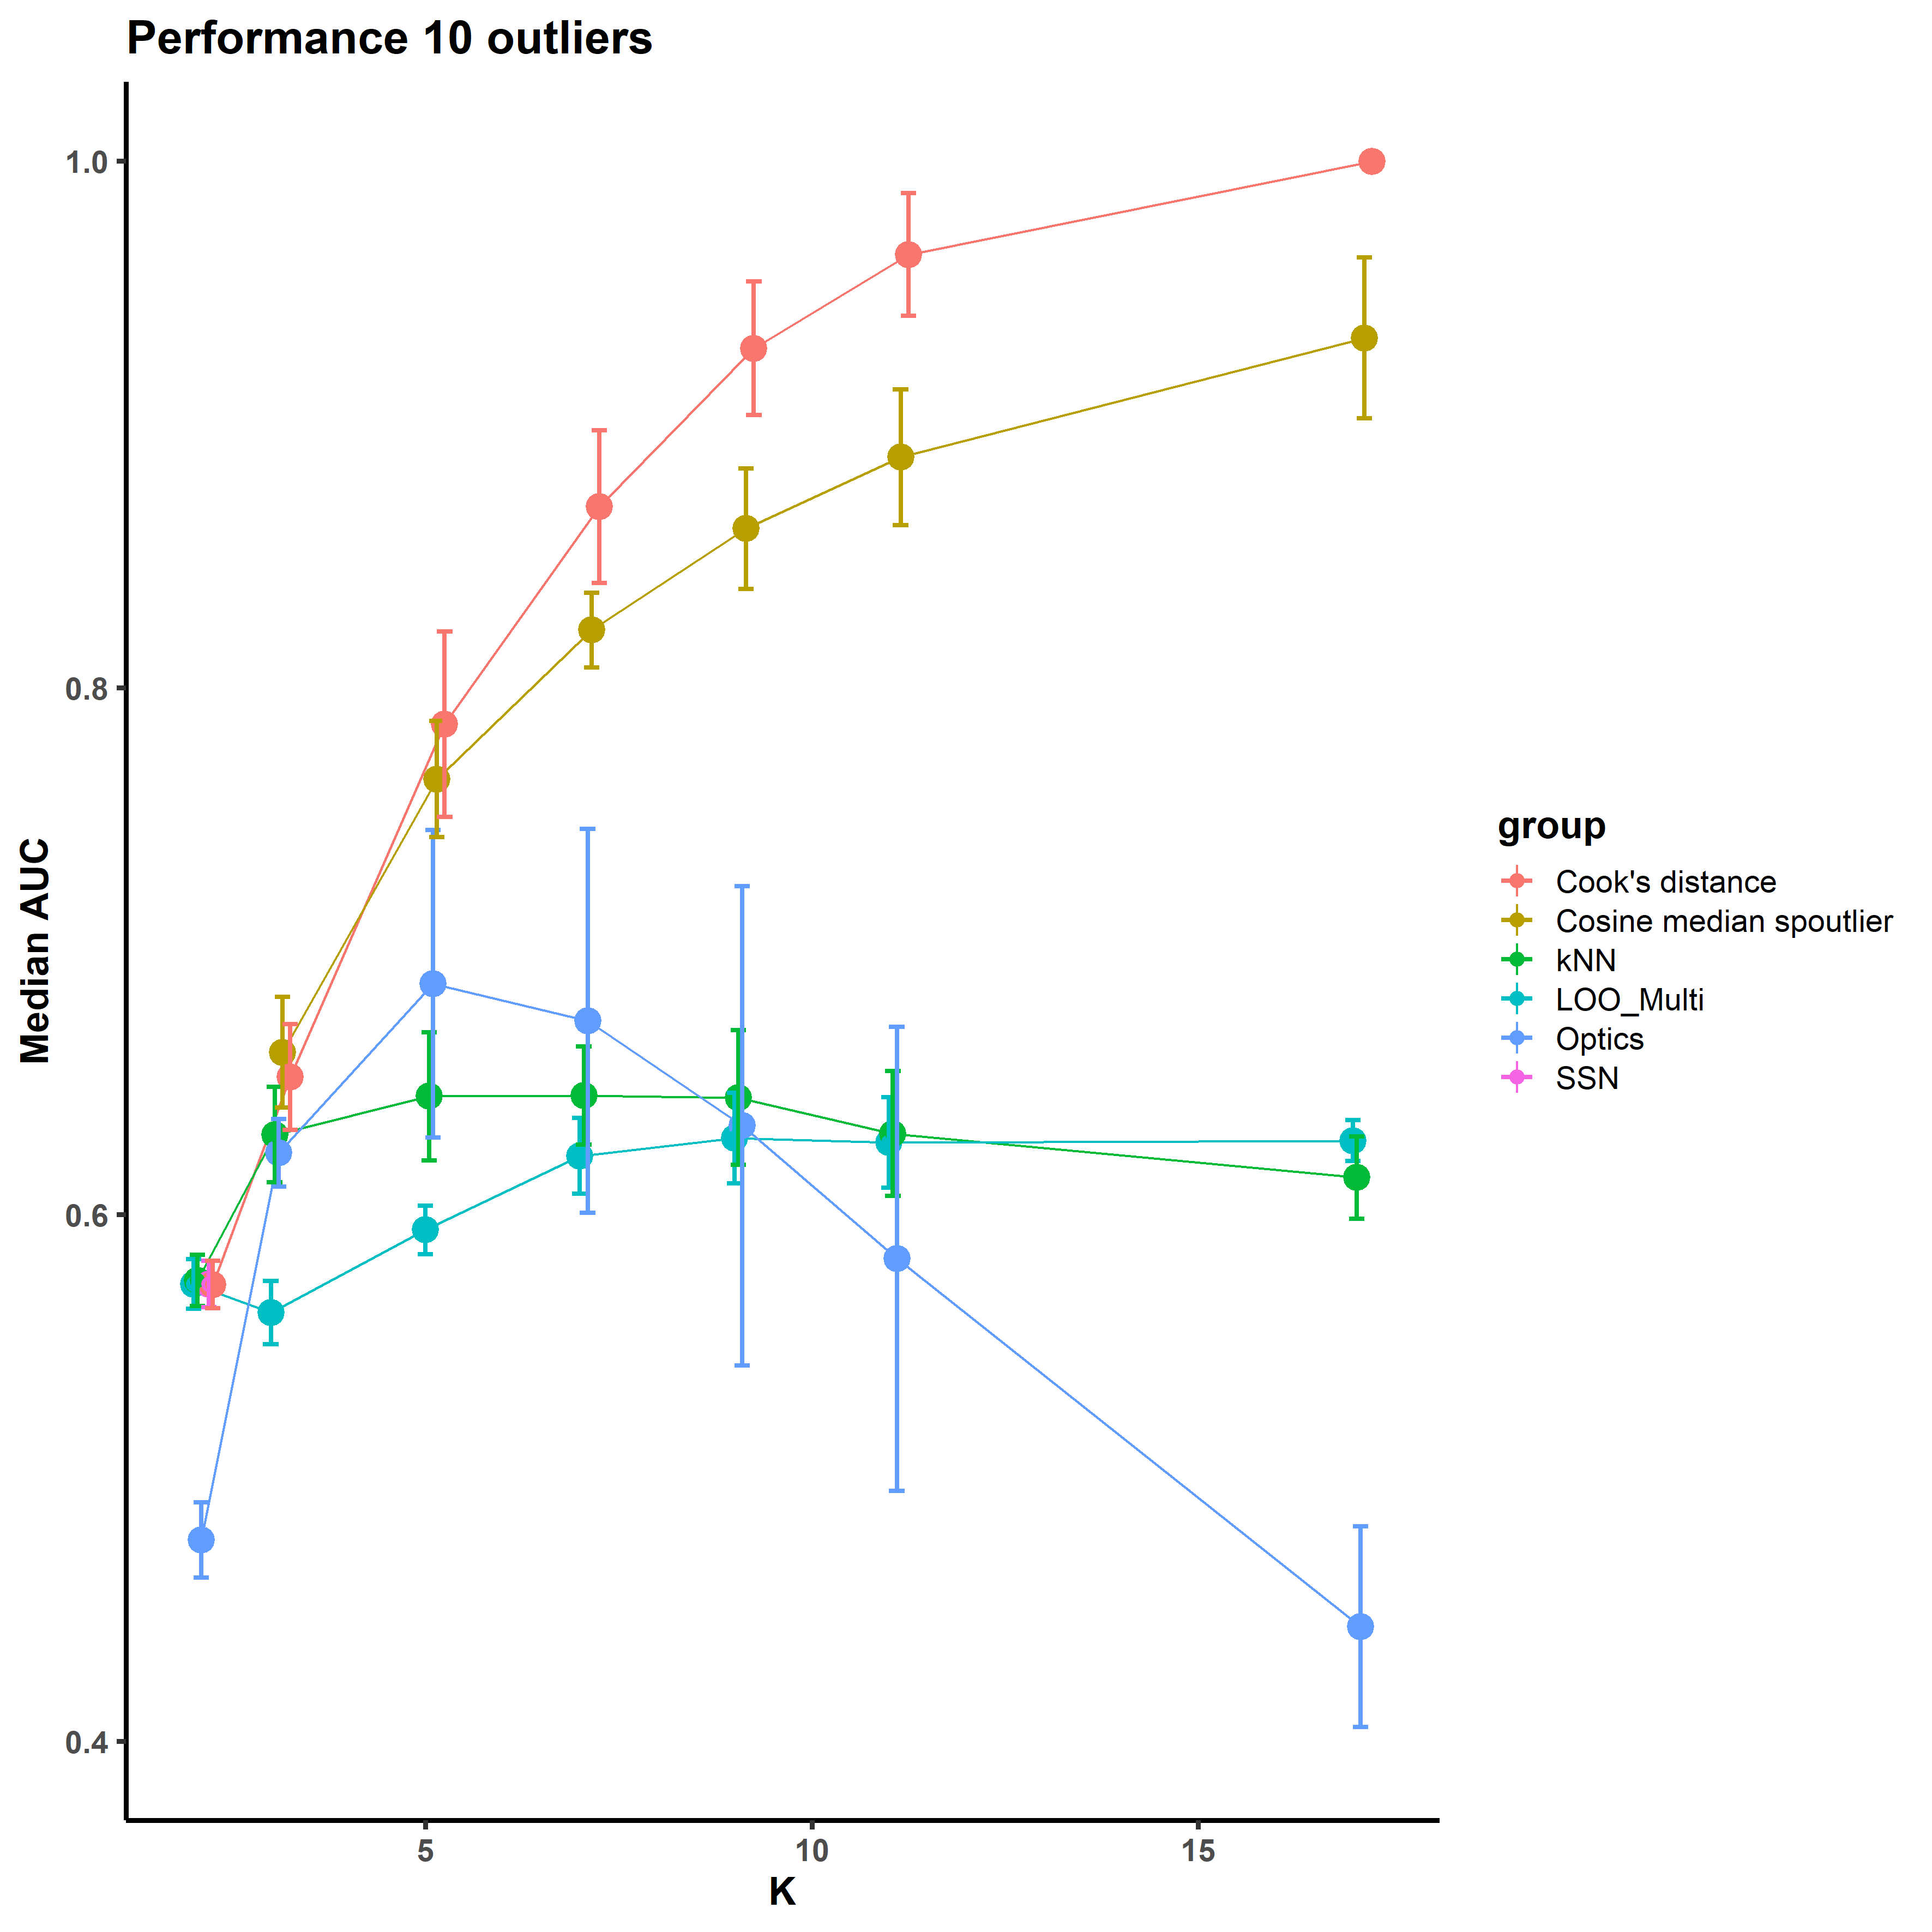 Performance 10 outliers
1.0
0.8
0.6
0.4
Median AUC
5 10 15
K
group
Cook's distance
Cosine median spoutlier
kNN
LOO_Multi
Optics
SSN